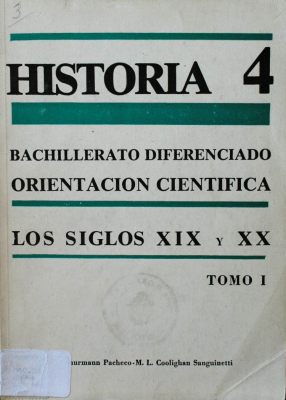 3
HISTORIA 4
BACHILLERATO DIFERENCIADO
ORIENTACION CIENTIFICA
LOS SIGLOS XIX Y XX
TOMO I
Pacheco-M. L. Coolighan Sanguinetti